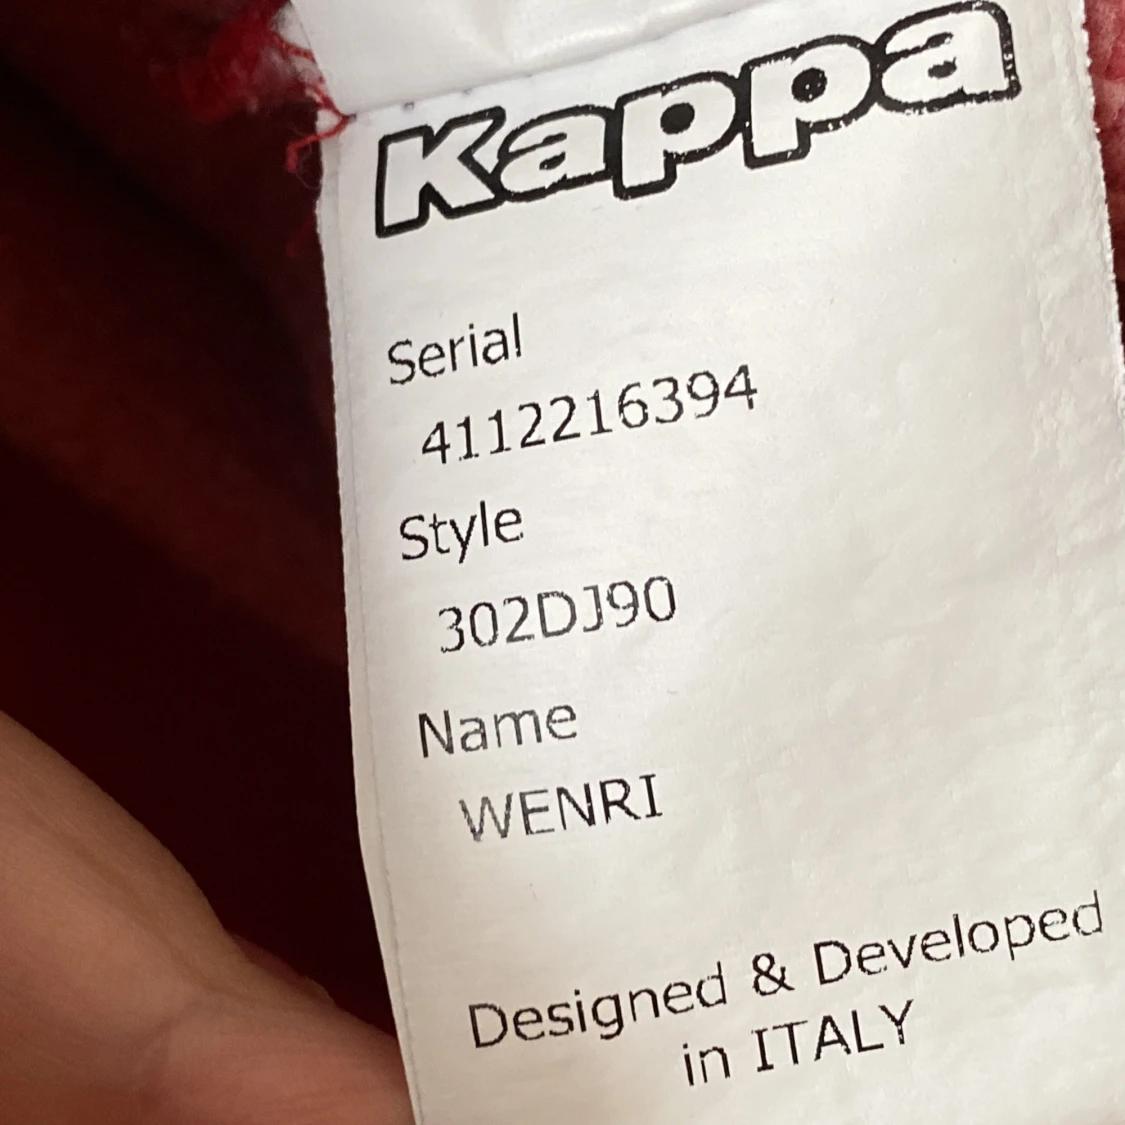 Kappa
Serial
4112216394
Style
302DJ90
Name
WENRI
Designed & Developed
in ITALY